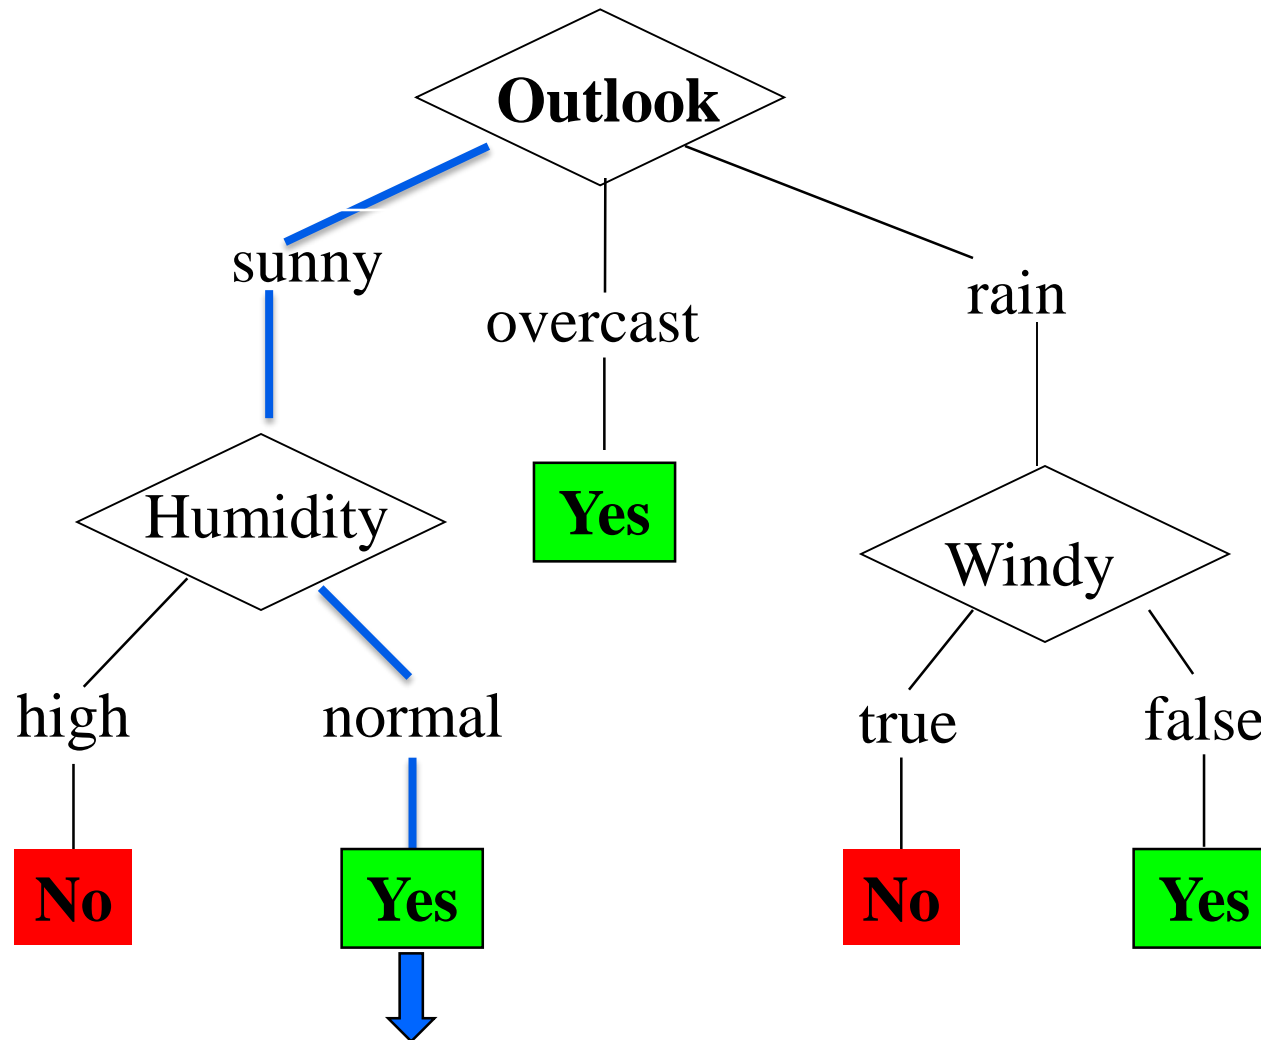 Outlook
sunny
overcast
rain
Humidity
Yes
Windy
high
normal
true
false
No
Yes
No
Yes